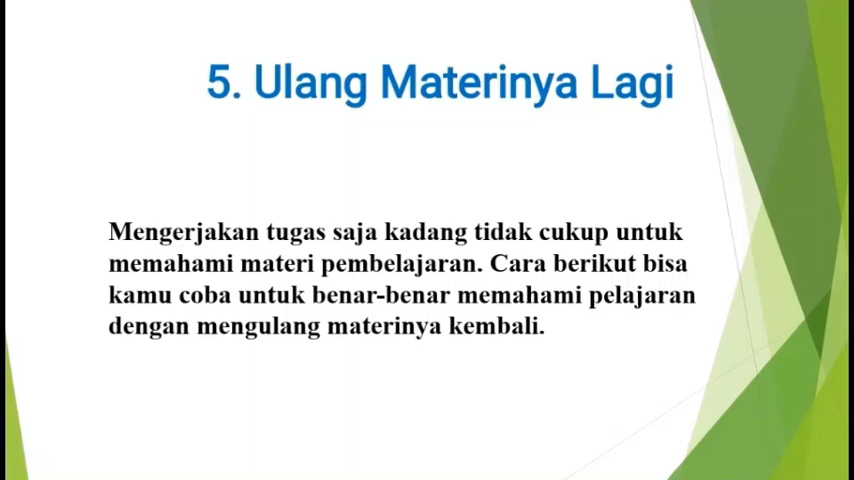 5. Ulang Materinya Lagi
Mengerjakan tugas saja kadang tidak cukup untuk
memahami materi pembelajaran. Cara berikut bisa
kamu coba untuk benar-benar memahami pelajaran
dengan mengulang materinya kembali.